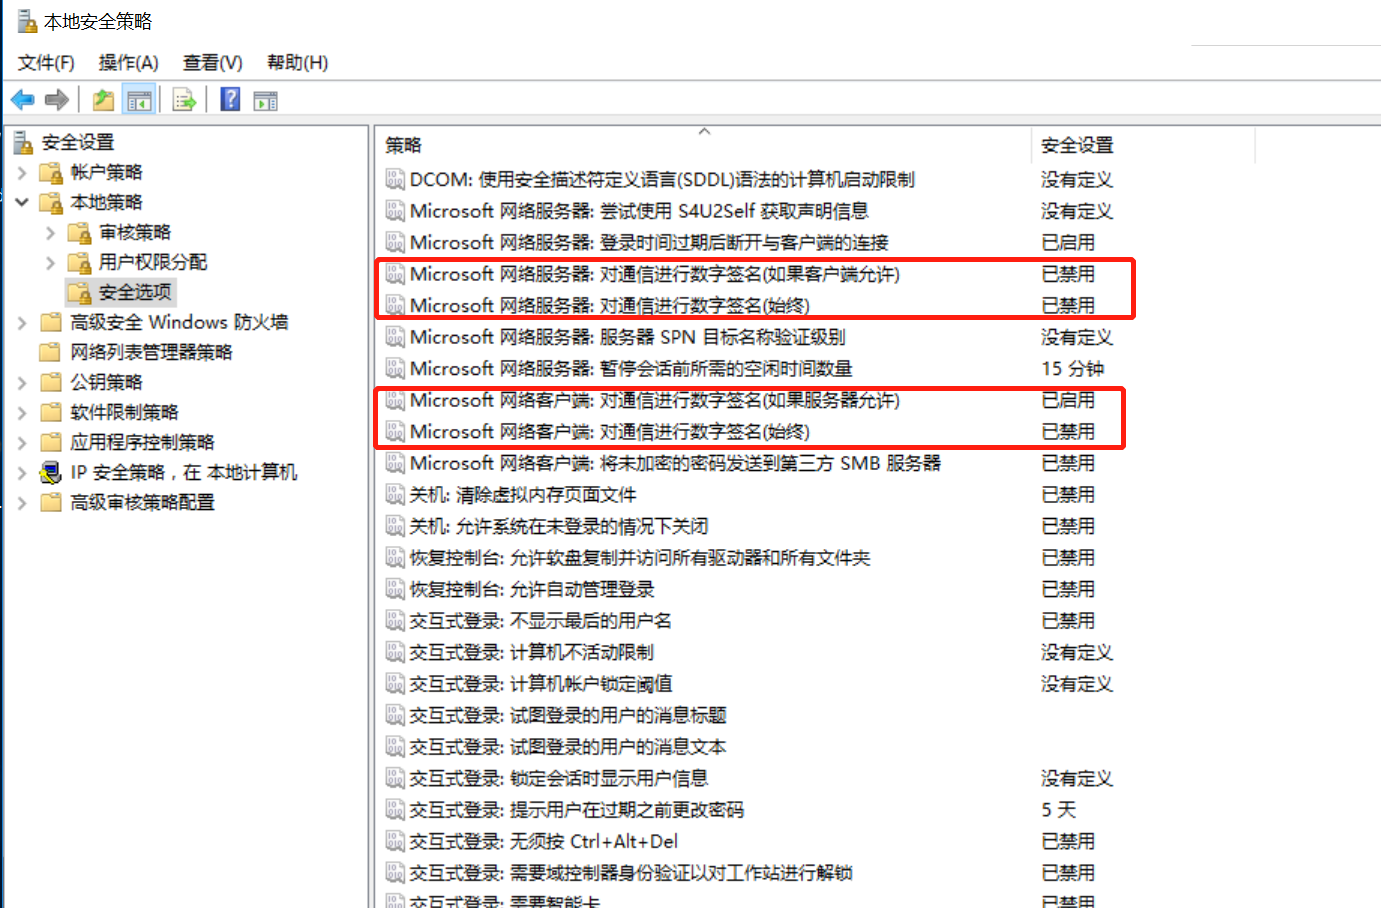 本地安全策略
文件(F) 操作(A) 查看(V) 帮助(H)
安全设置
帐户策略
本地策略
审核策略
用户权限分配
安全选项
高级安全 Windows 防火墙
网络列表管理器策略
公钥策略
软件限制策略
应用程序控制策略
IP 安全策略，在 本地计算机
高级审核策略配置
策略 安全设置
DCOM: 使用安全描述符定义语言(SDDL)语法的计算机启动限制 没有定义
Microsoft 网络服务器: 尝试使用 S4U2Self 获取声明信息 没有定义
Microsoft 网络服务器: 登录时间过期后断开与客户端的连接 已启用
Microsoft 网络服务器: 对通信进行数字签名(如果客户端允许) 已禁用
Microsoft 网络服务器: 对通信进行数字签名(始终) 已禁用
Microsoft 网络服务器: 服务器 SPN 目标名称验证级别 没有定义
Microsoft 网络服务器: 暂停会话前所需的空闲时间数量 15 分钟
Microsoft 网络客户端: 对通信进行数字签名(如果服务器允许) 已启用
Microsoft 网络客户端: 对通信进行数字签名(始终) 已禁用
Microsoft 网络客户端: 将未加密的密码发送到第三方 SMB 服务器 已禁用
关机: 清除虚拟内存页面文件 已禁用
关机: 允许系统在未登录的情况下关闭 已禁用
恢复控制台: 允许软盘复制并访问所有驱动器和所有文件夹 已禁用
恢复控制台: 允许自动管理登录 已禁用
交互式登录: 不显示最后的用户名 已禁用
交互式登录: 计算机不活动限制 没有定义
交互式登录: 计算机帐户锁定阈值 没有定义
交互式登录: 试图登录的用户的消息标题
交互式登录: 试图登录的用户的消息文本
交互式登录: 锁定会话时显示用户信息 没有定义
交互式登录: 提示用户在过期之前更改密码 5 天
交互式登录: 无须按 Ctrl+Alt+Del 已禁用
交互式登录: 需要域控制器身份验证以对工作站进行解锁 已禁用
交互式登录: 需要智能卡 已禁用